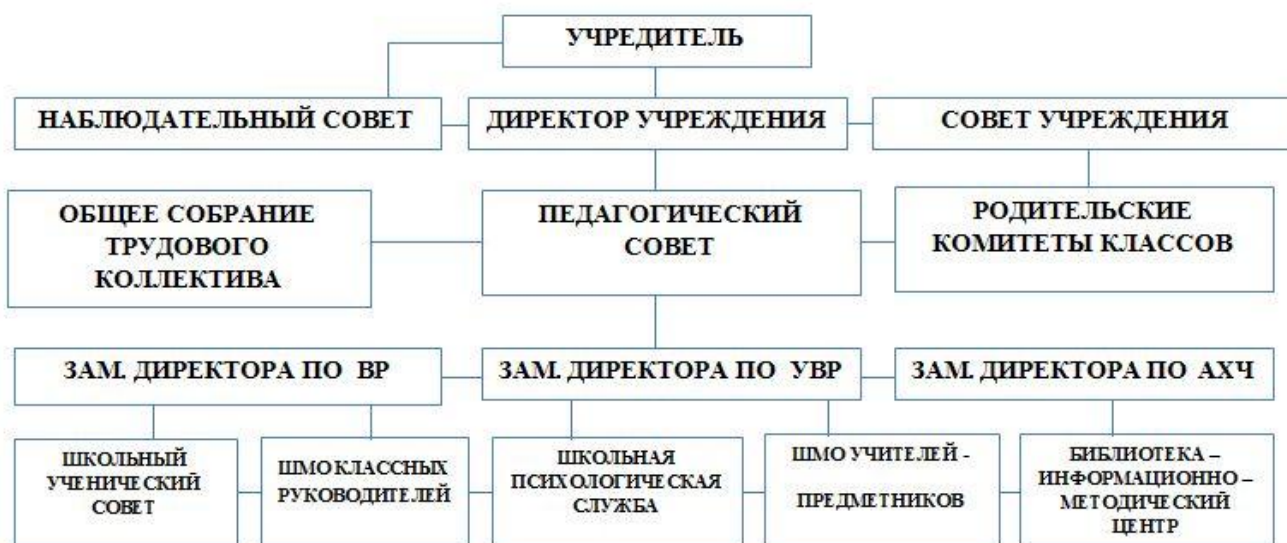 УЧРЕДИТЕЛЬ
НАБЛЮДАТЕЛЬНЫЙ СОВЕТ
ДИРЕКТОР УЧРЕЖДЕНИЯ
СОВЕТ УЧРЕЖДЕНИЯ
ОБЩЕЕ СОБРАНИЕ
ТРУДОВОГО
КОЛЛЕКТИВА
ПЕДАГОГИЧЕСКИЙ
СОВЕТ
РОДИТЕЛЬСКИЕ
КОМИТЕТЫ КЛАССОВ
ЗАМ. ДИРЕКТОРА ПО ВР
ЗАМ. ДИРЕКТОРА ПО УВР
ЗАМ. ДИРЕКТОРА ПО АХЧ
ШКОЛЬНЫЙ
УЧЕНИЧЕСКИЙ
СОВЕТ
ШМО КЛАССНЫХ
РУКОВОДИТЕЛЕЙ
ШКОЛЬНАЯ
ПСИХОЛОГИЧЕСКАЯ
СЛУЖБА
ШМО УЧИТЕЛЕЙ -
ПРЕДМЕТНИКОВ
БИБЛИОТЕКА –
ИНФОРМАЦИОННО –
МЕТОДИЧЕСКИЙ
ЦЕНТР